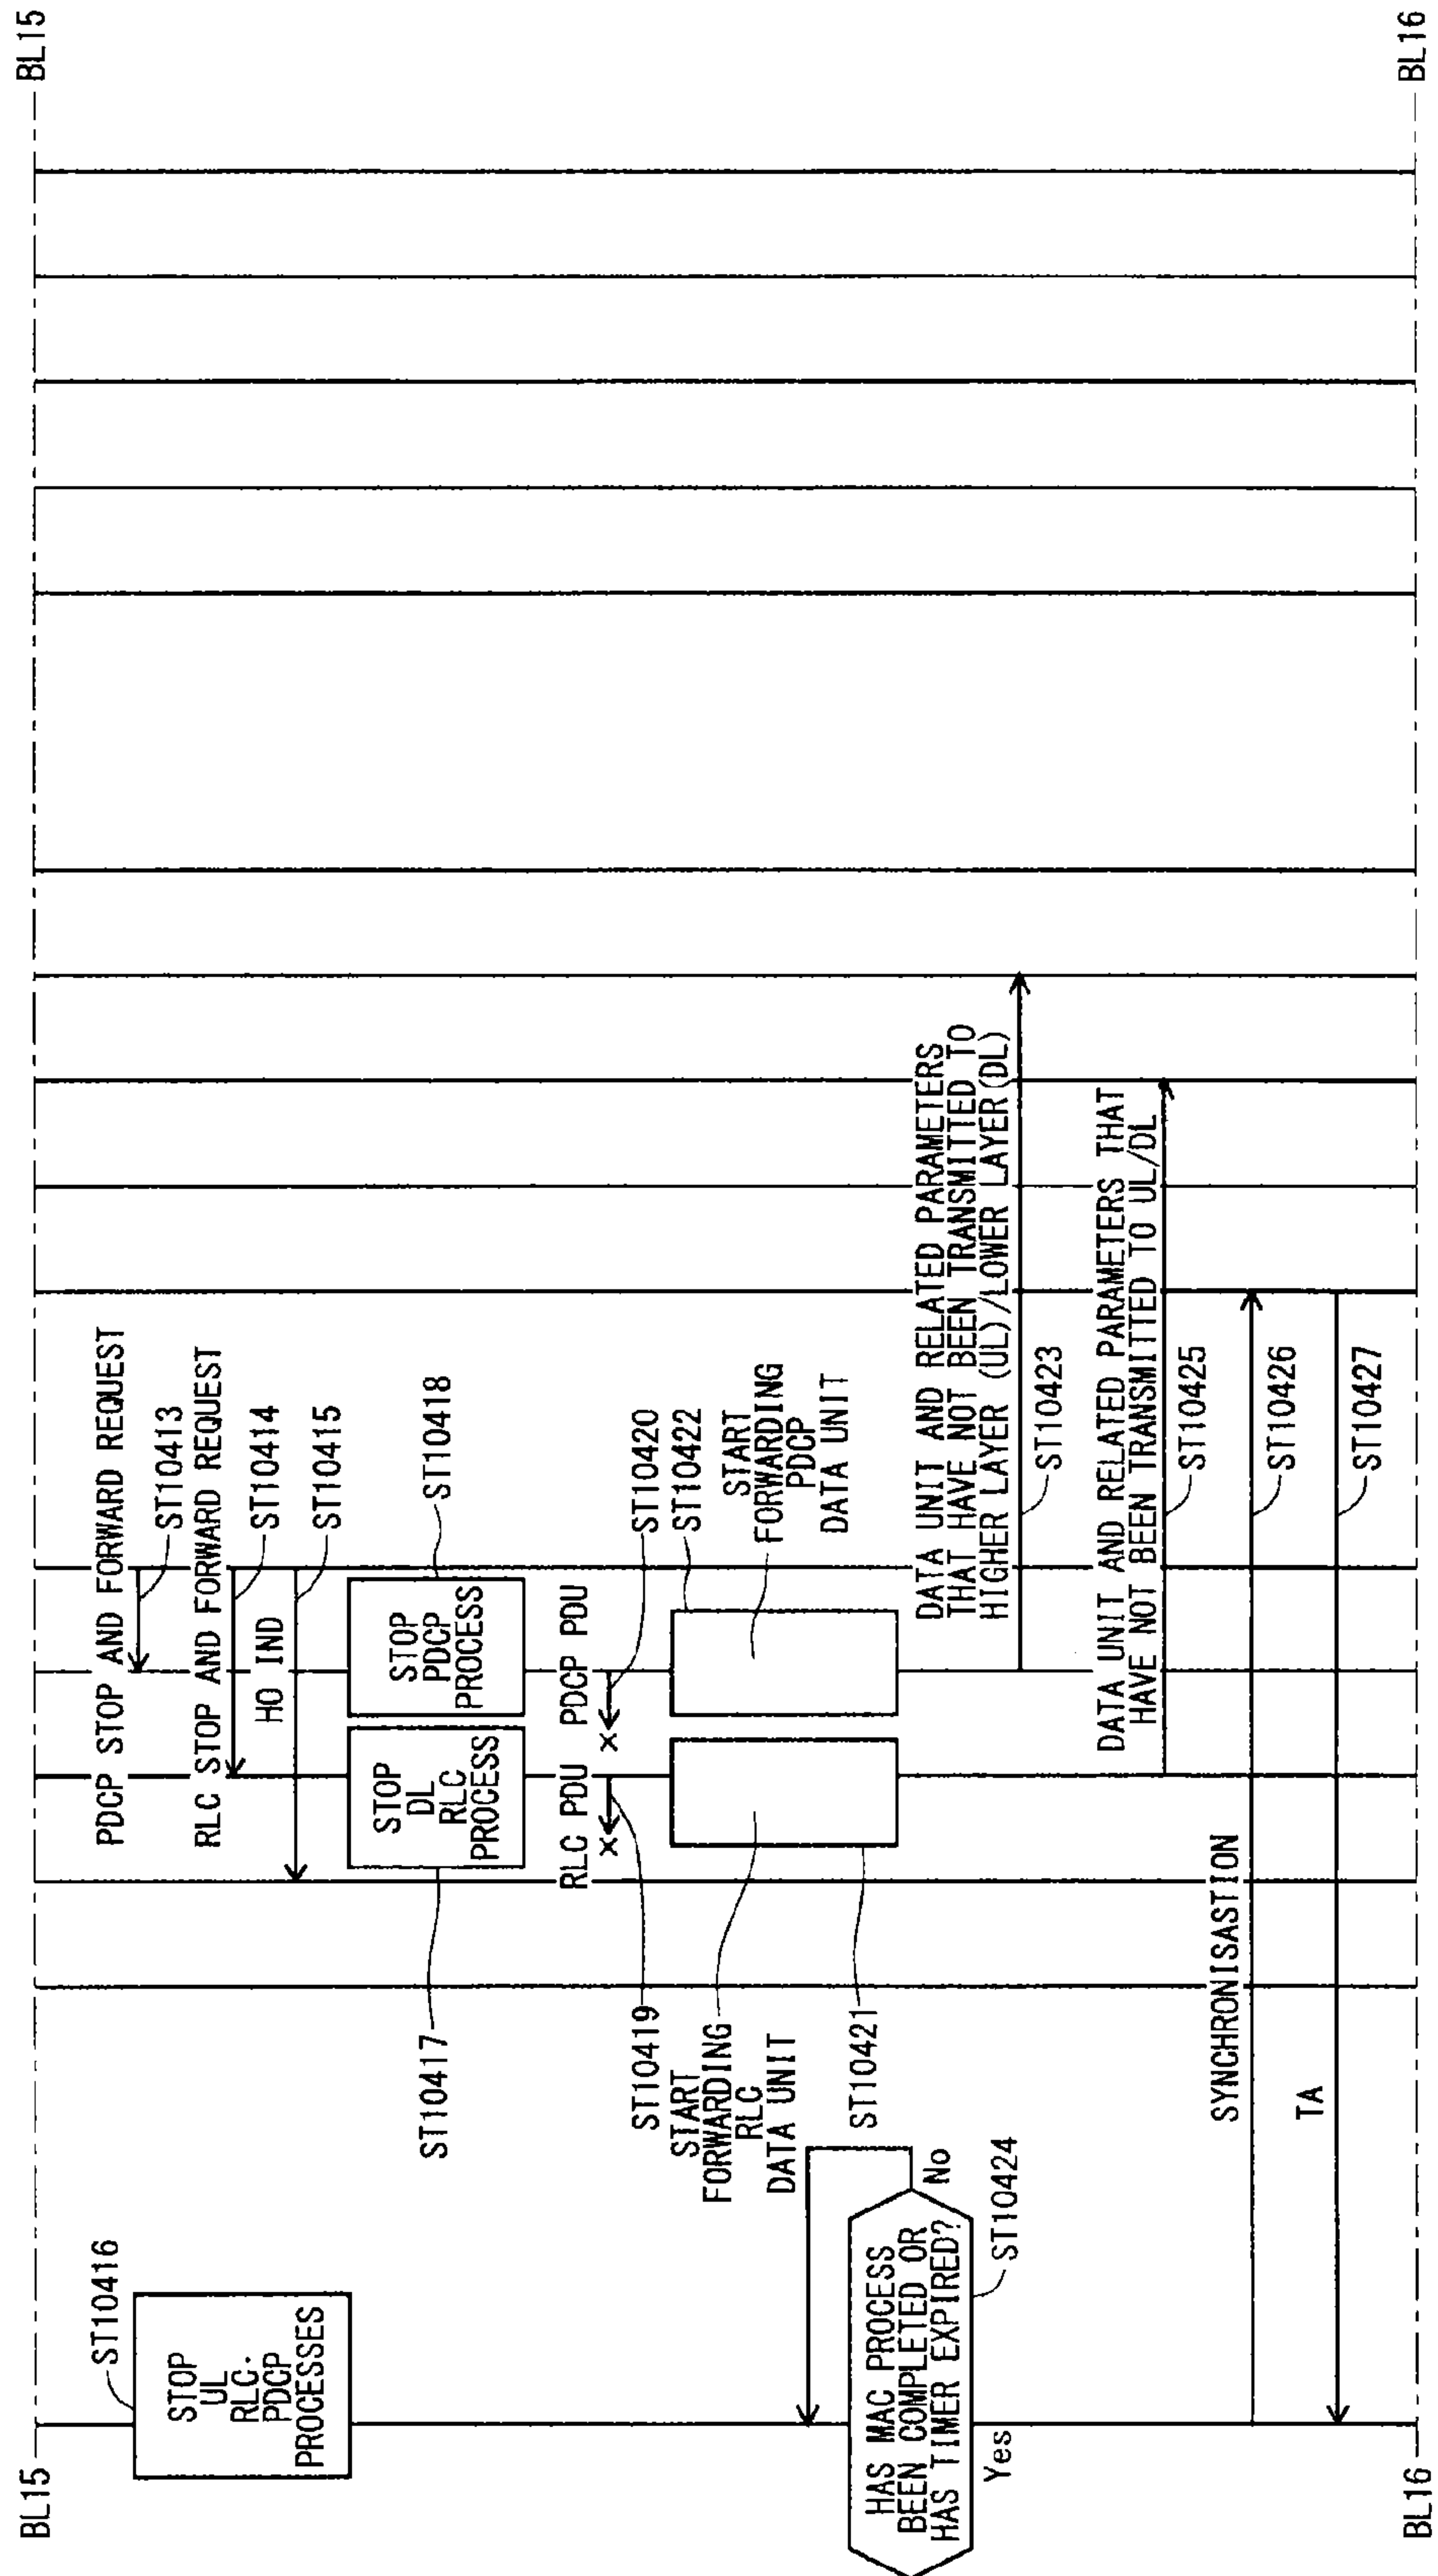 BL15
BL15
ST10416
STOP
UL
RLC.
PDCP
PROCESSES
PDCP STOP AND FORWARD REQUEST
ST10413
RLC STOP AND FORWARD REQUEST
ST10414
HO IND
ST10415
STOP
DL
RLC
PROCESS
ST10417
STOP
PDCP
PROCESS
ST10418
RLC PDU
PDCP PDU
ST10419
ST10420
START
FORWARDING
RLC
DATA UNIT
ST10421
ST10422
START
FORWARDING
PDCP
DATA UNIT
HAS MAC PROCESS
BEEN COMPLETED OR
HAS TIMER EXPIRED?
No
Yes
ST10424
DATA UNIT AND RELATED PARAMETERS
THAT HAVE NOT BEEN TRANSMITTED TO
HIGHER LAYER (UL)/LOWER LAYER(DL)
ST10423
DATA UNIT AND RELATED PARAMETERS THAT
HAVE NOT BEEN TRANSMITTED TO UL/DL
ST10425
SYNCHRONISASTION
ST10426
TA
ST10427
BL16
BL16